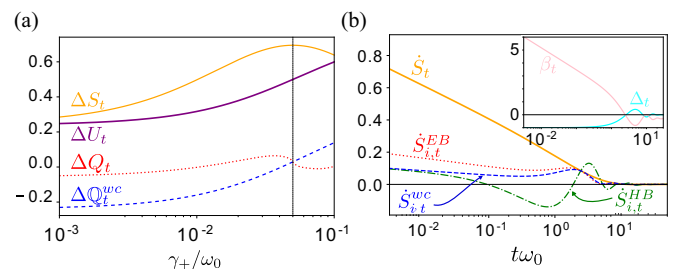 (a)
0.6
0.4
0.2
0.0
−0.2
ΔS_t
ΔU_t
ΔQ_t
Δℚ_t^{wc}
10^{-3}
10^{-2}
10^{-1}
γ_+/ω_0
(b)
0.8
0.6
0.4
0.2
0.0
Ṡ_t
Ṡ_{i,t}^{EB}
Ṡ_{i,t}^{wc}
Ṡ_{i,t}^{HB}
5
0
β_t
Δ_t
10^{-2}
10^1
10^{-2}
10^{-1}
10^0
10^1
tω_0